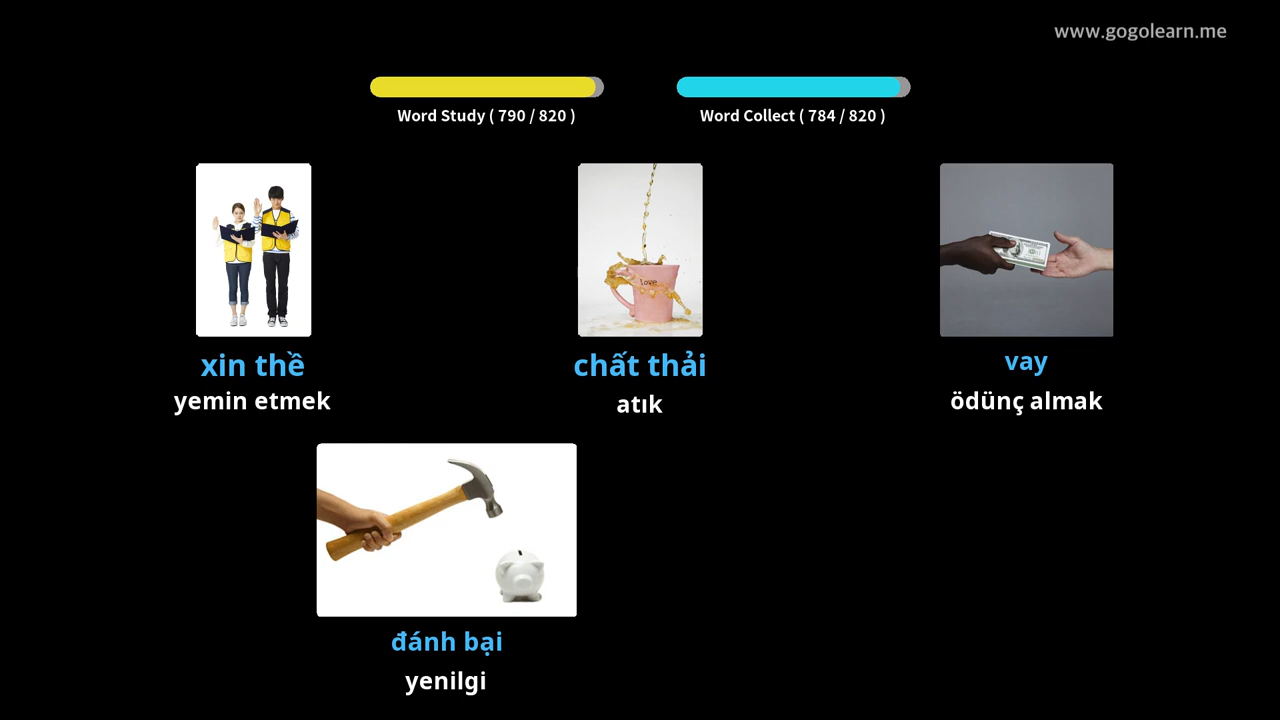 www.gogolearn.me
Word Study ( 790 / 820 )
Word Collect ( 784 / 820 )
love
xin thề
yemin etmek
chất thải
atık
vay
ödünç almak
đánh bại
yenilgi